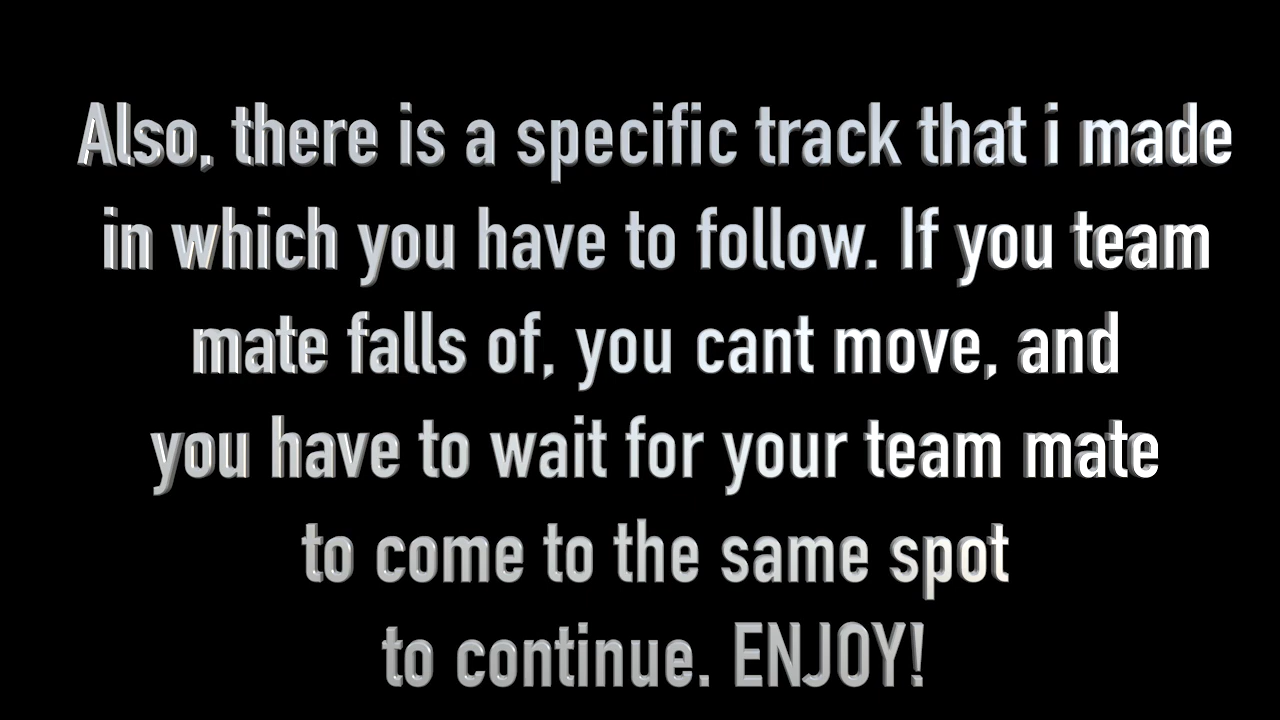 Also, there is a specific track that i made
in which you have to follow. If you team
mate falls of, you cant move, and
you have to wait for your team mate
to come to the same spot
to continue. ENJOY!